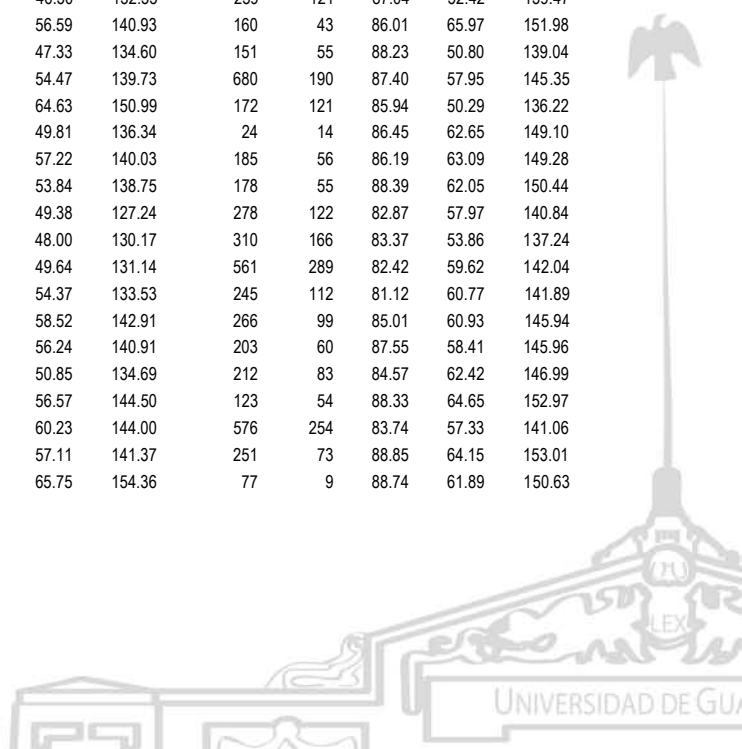 56.59 140.93 160 43 86.01 65.97 151.98
47.33 134.60 151 55 88.23 50.80 139.04
54.47 139.73 680 190 87.40 57.95 145.35
64.63 150.99 172 121 85.94 50.29 136.22
49.81 136.34 24 14 86.45 62.65 149.10
57.22 140.03 185 56 86.19 63.09 149.28
53.84 138.75 178 55 88.39 62.05 150.44
49.38 127.24 278 122 82.87 57.97 140.84
48.00 130.17 310 166 83.37 53.86 137.24
49.64 131.14 561 289 82.42 59.62 142.04
54.37 133.53 245 112 81.12 60.77 141.89
58.52 142.91 266 99 85.01 60.93 145.94
56.24 140.91 203 60 87.55 58.41 145.96
50.85 134.69 212 83 84.57 62.42 146.99
56.57 144.50 123 54 88.33 64.65 152.97
60.23 144.00 576 254 83.74 57.33 141.06
57.11 141.37 251 73 88.85 64.15 153.01
65.75 154.36 77 9 88.74 61.89 150.63
LEX
UNIVERSIDAD DE GUA